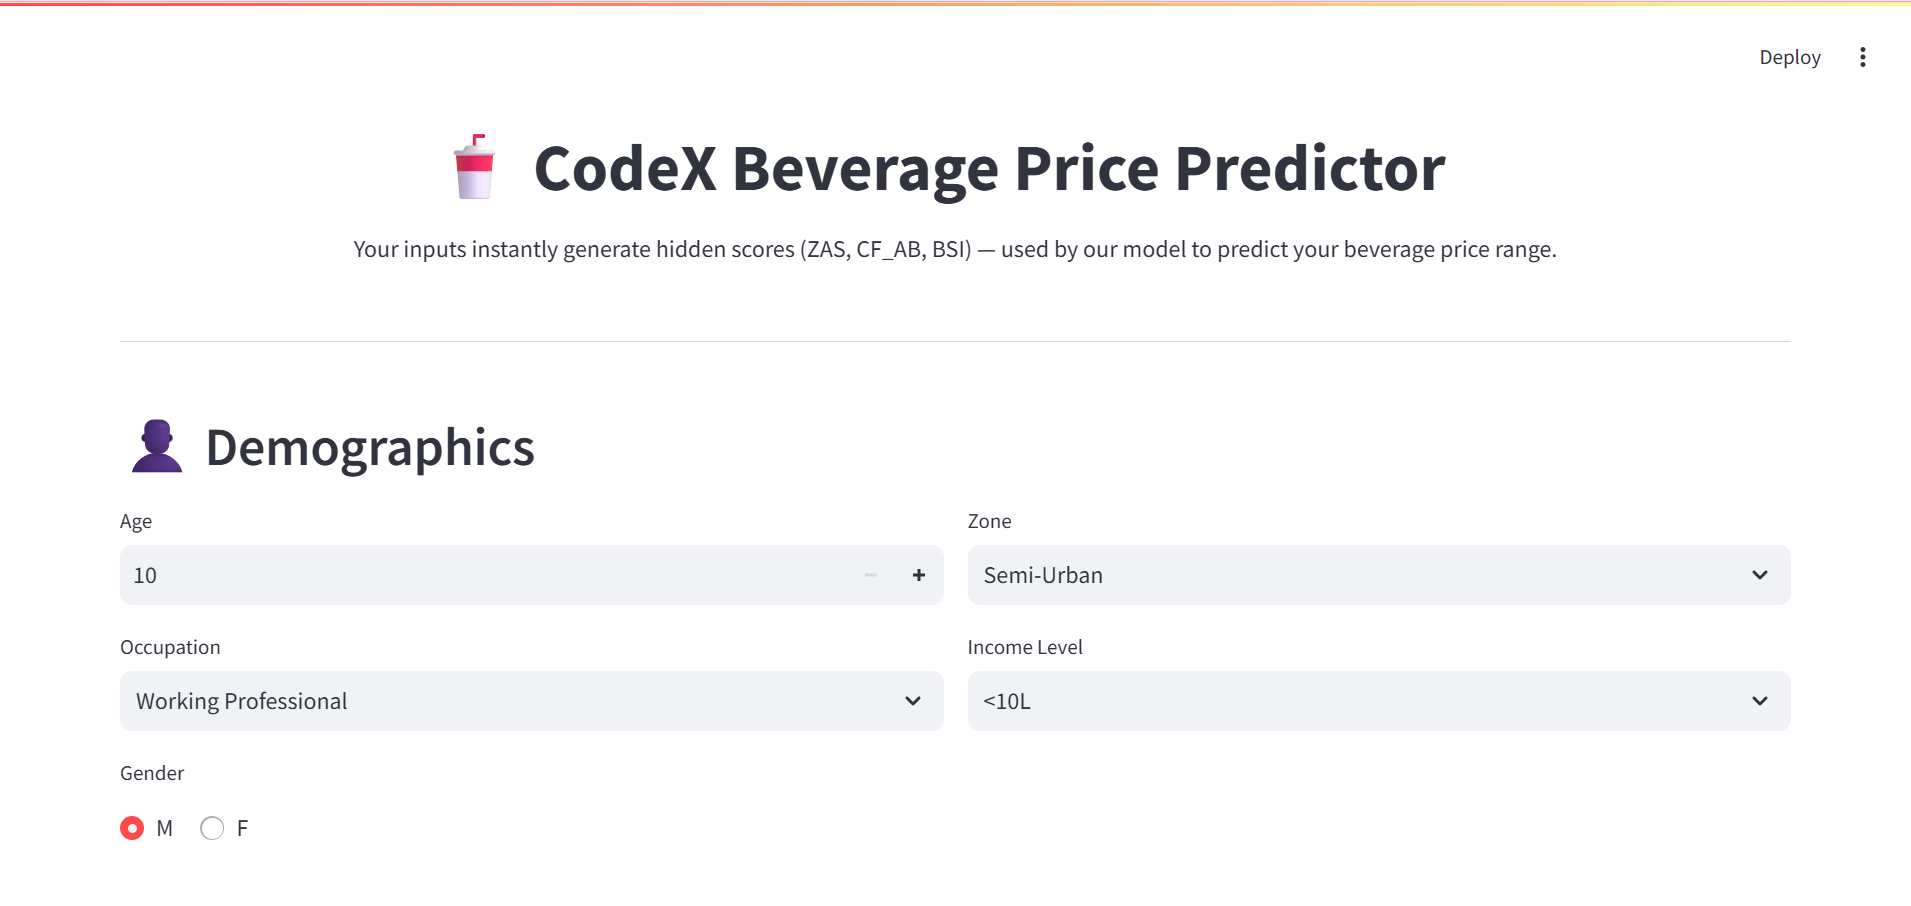 Deploy
CodeX Beverage Price Predictor
Your inputs instantly generate hidden scores (ZAS, CF_AB, BSI) — used by our model to predict your beverage price range.
Demographics
Age
Zone
10
Semi-Urban
Occupation
Income Level
Working Professional
<10L
Gender
M F